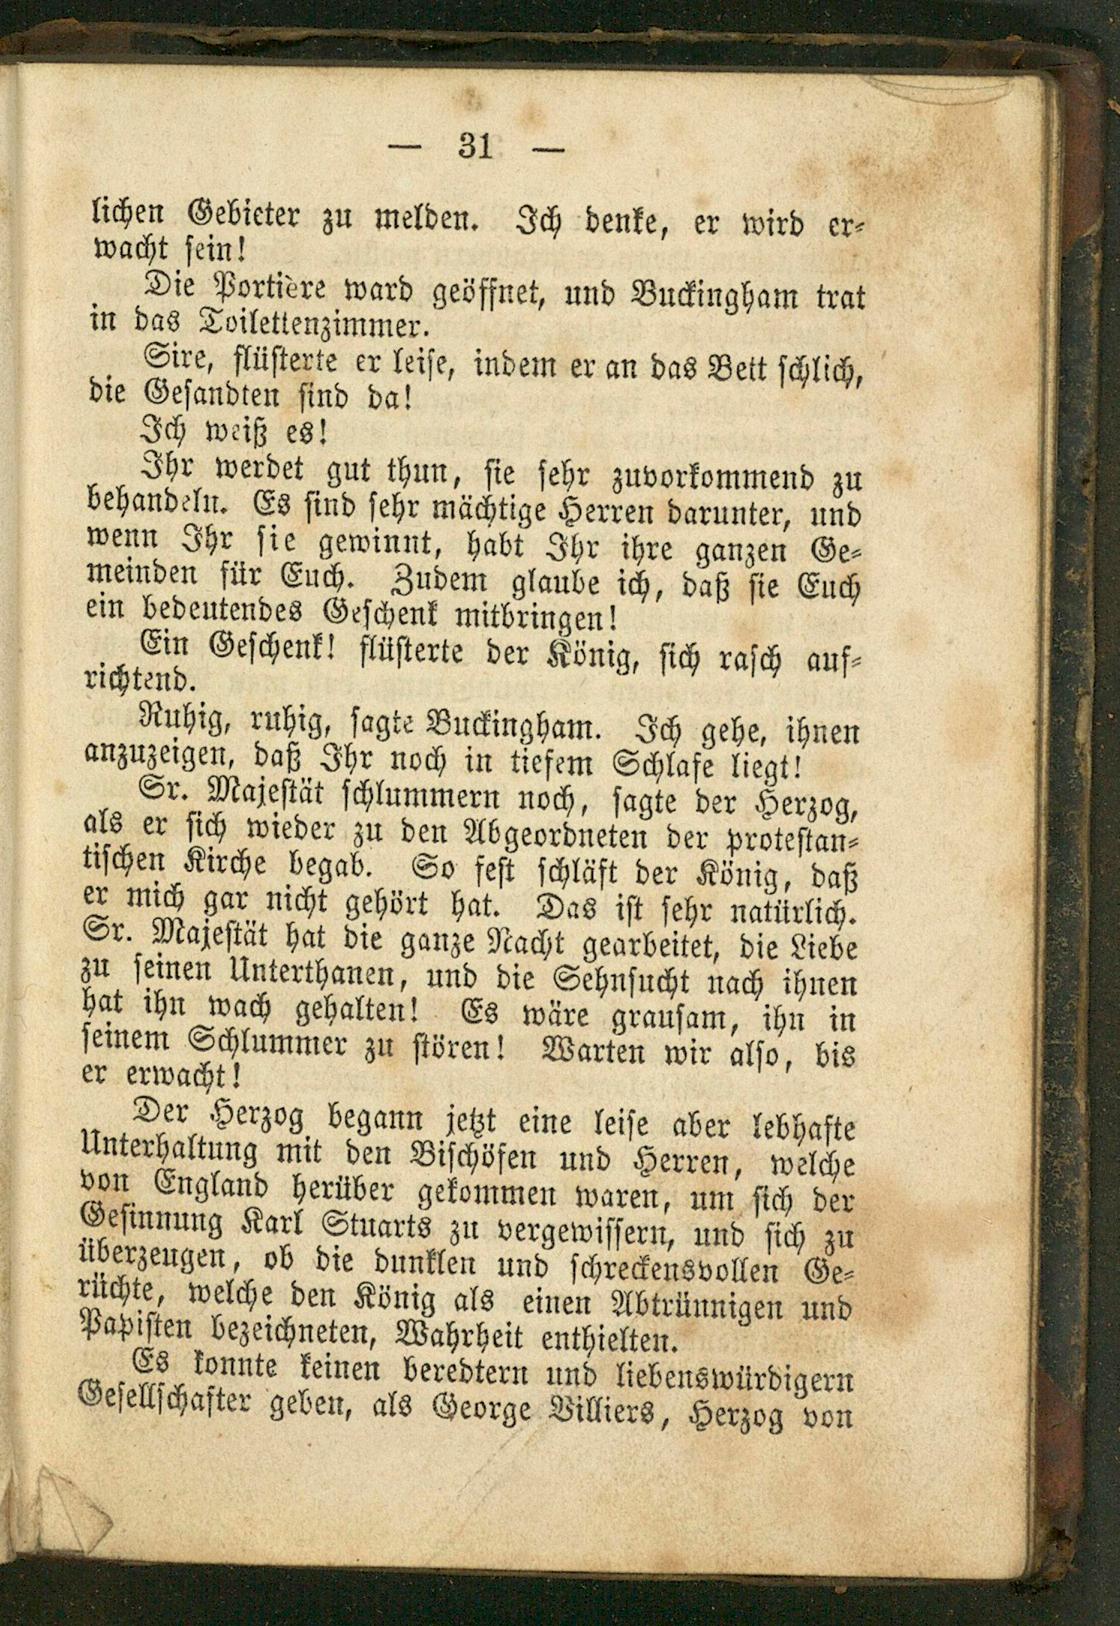 — 31 —
lichen Gebieter zu melden. Ich denke, er wird er-
wacht sein!
Die Portière ward geöffnet, und Buckingham trat
in das Toilettenzimmer.
Sire, flüsterte er leise, indem er an das Bett schlich,
die Gesandten sind da!
Ich weiß es!
Ihr werdet gut thun, sie sehr zuvorkommend zu
behandeln. Es sind sehr mächtige Herren darunter, und
wenn Ihr sie gewinnt, habt Ihr ihre ganzen Ge-
meinden für Euch. Zudem glaube ich, daß sie Euch
ein bedeutendes Geschenk mitbringen!
Ein Geschenk! flüsterte der König, sich rasch auf-
richtend.
Ruhig, ruhig, sagte Buckingham. Ich gehe, ihnen
anzuzeigen, daß Ihr noch in tiefem Schlafe liegt!
Sr. Majestät schlummern noch, sagte der Herzog,
als er sich wieder zu den Abgeordneten der protestan-
tischen Kirche begab. So fest schläft der König, daß
er mich gar nicht gehört hat. Das ist sehr natürlich.
Sr. Majestät hat die ganze Nacht gearbeitet, die Liebe
zu seinen Unterthanen, und die Sehnsucht nach ihnen
hat ihn wach gehalten! Es wäre grausam, ihn in
seinem Schlummer zu stören! Warten wir also, bis
er erwacht!
Der Herzog begann jetzt eine leise aber lebhafte
Unterhaltung mit den Bischöfen und Herren, welche
von England herüber gekommen waren, um sich der
Gesinnung Karl Stuarts zu vergewissern, und sich zu
überzeugen, ob die dunklen und schreckensvollen Ge-
rüchte, welche den König als einen Abtrünnigen und
Papisten bezeichneten, Wahrheit enthielten.
Es konnte keinen beredtern und liebenswürdigern
Gesellschafter geben, als George Villiers, Herzog von